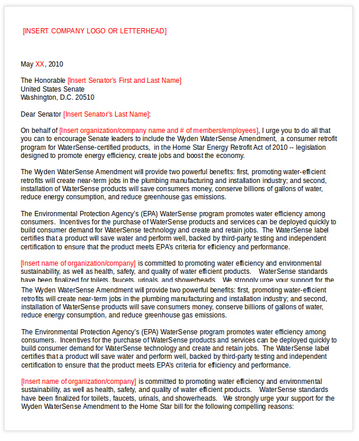 [INSERT COMPANY LOGO OR LETTERHEAD]
May XX, 2010
The Honorable [Insert Senator's First and Last Name]
United States Senate
Washington, D.C. 20510
Dear Senator [Insert Senator's Last Name]:
On behalf of [Insert organization/company name and # of members/employees], I urge you to do all that
you can to encourage Senate leaders to include the Wyden WaterSense Amendment, a consumer retrofit
program for WaterSense-certified products, in the Home Star Energy Retrofit Act of 2010 -- legislation
designed to promote energy efficiency, create jobs and boost the economy.
The Wyden WaterSense Amendment will provide two powerful benefits: first, promoting water-efficient
retrofits will create near-term jobs in the plumbing manufacturing and installation industry; and second,
installation of WaterSense products will save consumers money, conserve billions of gallons of water,
reduce energy consumption, and reduce greenhouse gas emissions.
The Environmental Protection Agency's (EPA) WaterSense program promotes water efficiency among
consumers. Incentives for the purchase of WaterSense products and services can be deployed quickly to
build consumer demand for WaterSense technology and create and retain jobs. The WaterSense label
certifies that a product will save water and perform well, backed by third-party testing and independent
certification to ensure the product meets EPA's criteria for efficiency and performance.
[Insert name of organization/company] is committed to promoting water efficiency and environmental
sustainability, as well as health, safety, and quality of water efficient products. WaterSense standards
have been finalized for toilets, faucets, urinals, and showerheads. We strongly urge your support for the
The Wyden WaterSense Amendment will provide two powerful benefits: first, promoting water-efficient
retrofits will create near-term jobs in the plumbing manufacturing and installation industry; and second,
installation of WaterSense products will save consumers money, conserve billions of gallons of water,
reduce energy consumption, and reduce greenhouse gas emissions.
The Environmental Protection Agency's (EPA) WaterSense program promotes water efficiency among
consumers. Incentives for the purchase of WaterSense products and services can be deployed quickly to
build consumer demand for WaterSense technology and create and retain jobs. The WaterSense label
certifies that a product will save water and perform well, backed by third-party testing and independent
certification to ensure the product meets EPA's criteria for efficiency and performance.
[Insert name of organization/company] is committed to promoting water efficiency and environmental
sustainability, as well as health, safety, and quality of water efficient products. WaterSense standards
have been finalized for toilets, faucets, urinals, and showerheads. We strongly urge your support for the
Wyden WaterSense Amendment to the Home Star bill for the following compelling reasons: